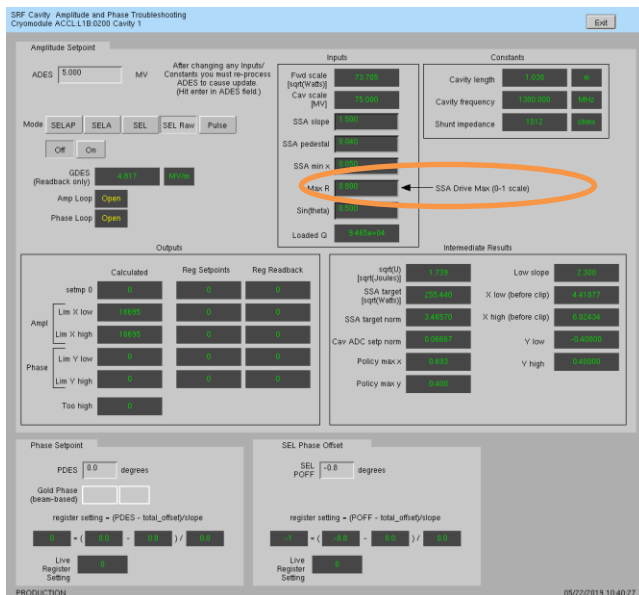 SRF Cavity Amplitude and Phase Troubleshooting
Cryomodule ACCL:L1B:0200 Cavity 1
Exit
Amplitude Setpoint
ADES 5.000 MV
After changing any Inputs/
Constants you must re-process
ADES to cause update.
(Hit enter in ADES field.)
Mode SELAP SELA SEL SEL Raw Pulse
Off On
GDES
(Readback only)
4.817 MV/m
Amp Loop Open
Phase Loop Open
Inputs
Fwd scale
[sqrt(Watts)]
73.705
Cav scale
[MV]
75.000
SSA slope 1.500
SSA pedestal 0.040
SSA min x 0.050
Max R 0.800
SSA Drive Max (0-1 scale)
Sin(theta) 0.500
Loaded Q 9.465e+04
Constants
Cavity length 1.038 m
Cavity frequency 1300.000 MHz
Shunt impedance 1012 ohms
Outputs
Calculated Reg Setpoints Reg Readback
setmp 0 0 0 0
Ampl
Lim X low 16695 0 0
Lim X high 16695 0 0
Phase
Lim Y low 0 0 0
Lim Y high 0 0 0
Too high 0
Intermediate Results
sqrt(U)
[sqrt(Joules)]
1.739
SSA target
[sqrt(Watts)]
255.440
SSA target norm 3.46570
Cav ADC setp norm 0.06667
Policy max x 0.693
Policy max y 0.400
Low slope 2.300
X low (before clip) 4.41977
X high (before clip) 6.92434
Y low -0.40000
Y high 0.40000
Phase Setpoint
PDES 0.0 degrees
Gold Phase
(beam-based)
register setting = (PDES - total_offset)/slope
0 = ( 0.0 - 0.0 ) / 0.0
Live
Register
Setting
0
SEL Phase Offset
SEL
POFF
-0.8 degrees
register setting = (POFF - total_offset)/slope
-1 = ( -0.8 - 0.0 ) / 0.0
Live
Register
Setting
0
PRODUCTION
05/22/2019 10:40:27